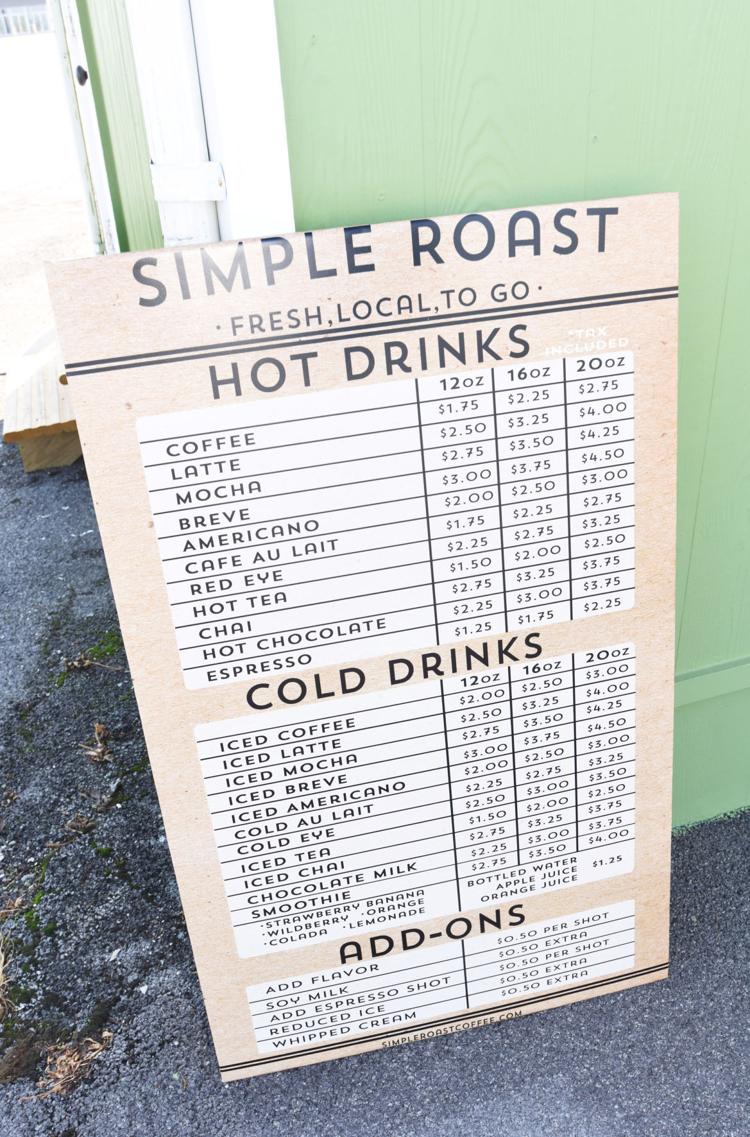 SIMPLE ROAST
· FRESH, LOCAL, TO GO ·
HOT DRINKS
*TAX
INCLUDED
12OZ 16OZ 20OZ
COFFEE $1.75 $2.25 $2.75
LATTE $2.50 $3.25 $4.00
MOCHA $2.75 $3.50 $4.25
BREVE $3.00 $3.75 $4.50
AMERICANO $2.00 $2.50 $3.00
CAFE AU LAIT $1.75 $2.25 $2.75
RED EYE $2.25 $2.75 $3.25
HOT TEA $1.50 $2.00 $2.50
CHAI $2.75 $3.25 $3.75
HOT CHOCOLATE $2.25 $3.00 $3.75
ESPRESSO $1.25 $1.75 $2.25
COLD DRINKS
12OZ 16OZ 20OZ
ICED COFFEE $2.00 $2.50 $3.00
ICED LATTE $2.50 $3.25 $4.00
ICED MOCHA $2.75 $3.50 $4.25
ICED BREVE $3.00 $3.75 $4.50
ICED AMERICANO $2.00 $2.50 $3.00
COLD AU LAIT $2.25 $2.75 $3.25
COLD EYE $2.50 $3.00 $3.50
ICED TEA $1.50 $2.00 $2.50
ICED CHAI $2.75 $3.25 $3.75
CHOCOLATE MILK $2.25 $3.00 $3.75
SMOOTHIE $2.75 $3.50 $4.00
·STRAWBERRY BANANA
·WILDBERRY ·ORANGE
·COLADA ·LEMONADE
BOTTLED WATER $1.25
APPLE JUICE
ORANGE JUICE
ADD-ONS
ADD FLAVOR $0.50 PER SHOT
SOY MILK $0.50 EXTRA
ADD ESPRESSO SHOT $0.50 PER SHOT
REDUCED ICE $0.50 EXTRA
WHIPPED CREAM $0.50 EXTRA
SIMPLEROASTCOFFEE.COM